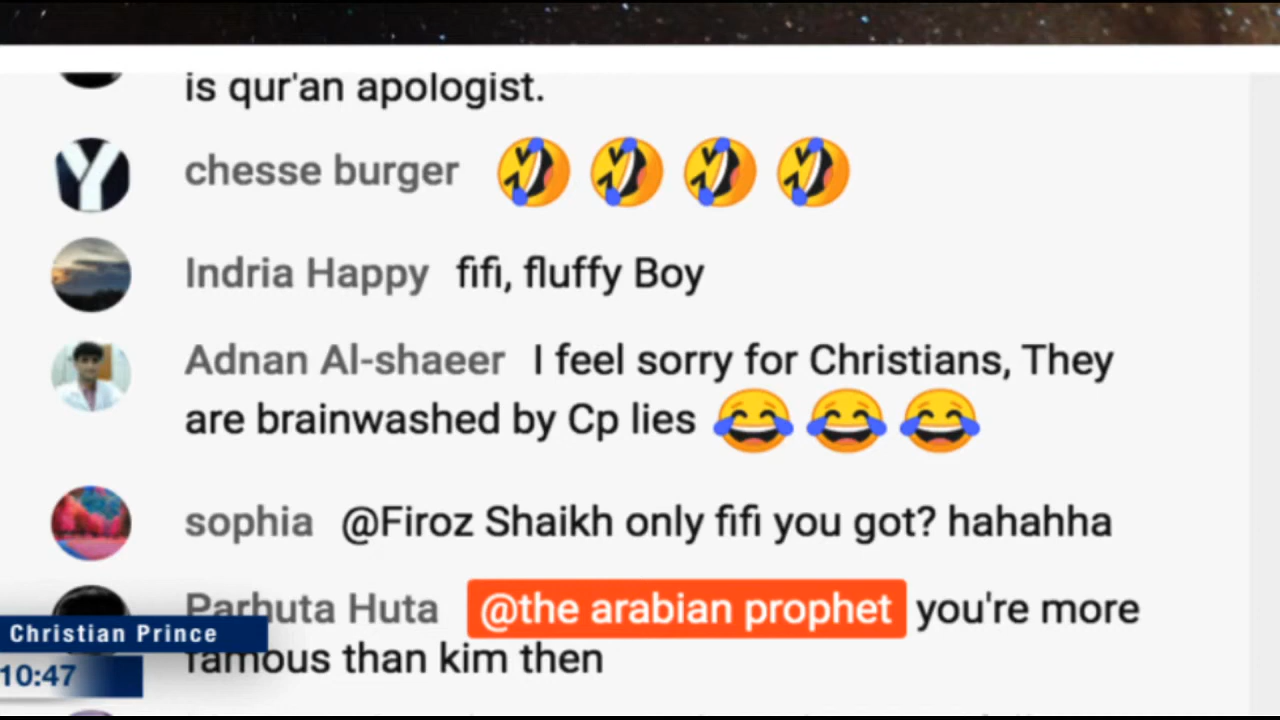 is qur'an apologist.
chesse burger 🤣 🤣 🤣 🤣
Indria Happy fifi, fluffy Boy
Adnan Al-shaeer I feel sorry for Christians, They
are brainwashed by Cp lies 😂 😂 😂
sophia @Firoz Shaikh only fifi you got? hahahha
Parhuta Huta @the arabian prophet you're more
famous than kim then
Christian Prince
10:47